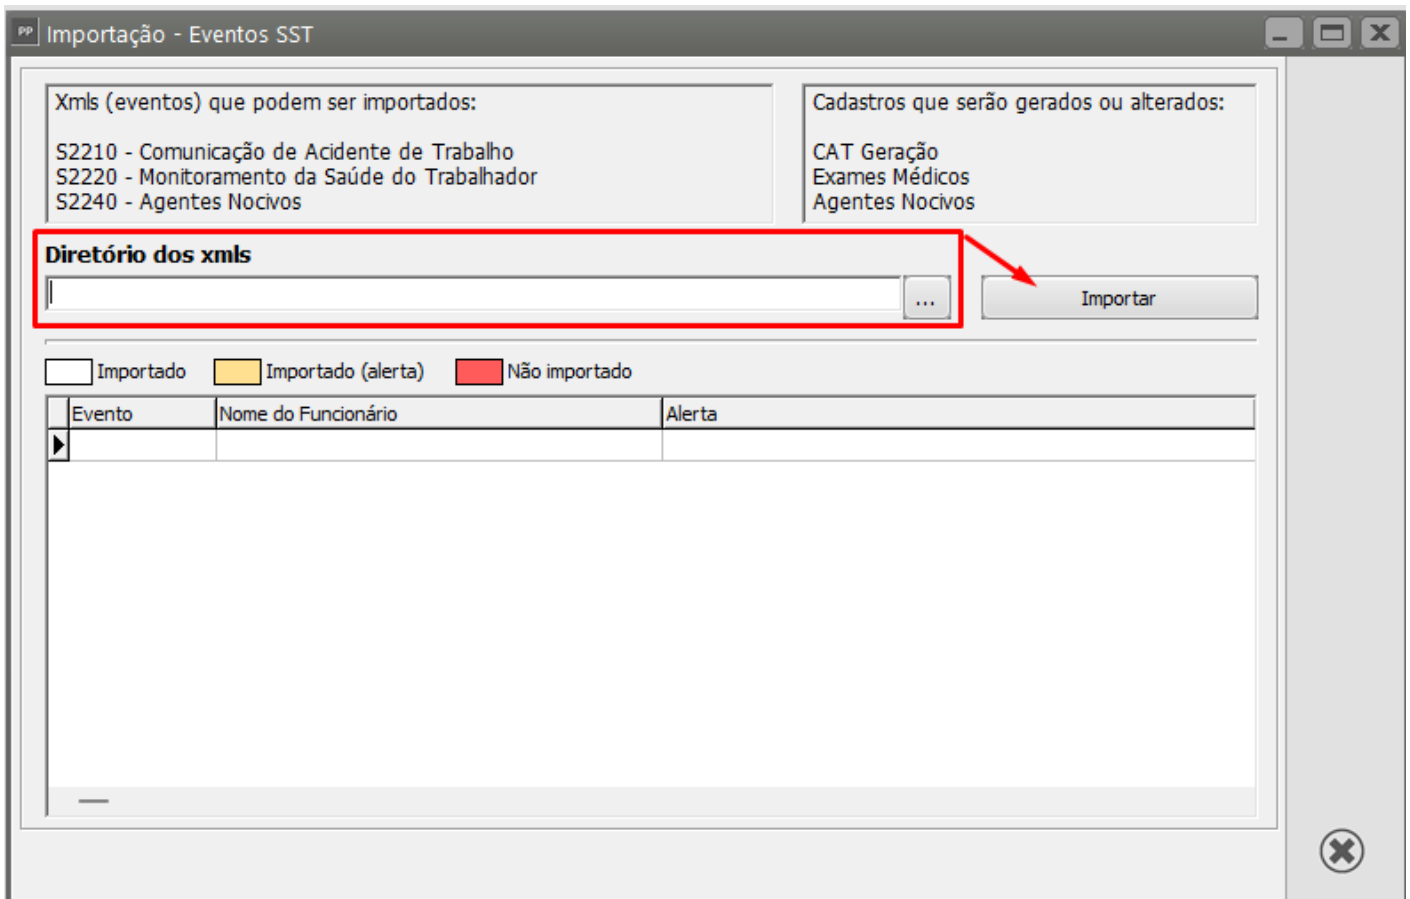 PP Importação - Eventos SST
Xmls (eventos) que podem ser importados:
S2210 - Comunicação de Acidente de Trabalho
S2220 - Monitoramento da Saúde do Trabalhador
S2240 - Agentes Nocivos
Cadastros que serão gerados ou alterados:
CAT Geração
Exames Médicos
Agentes Nocivos
Diretório dos xmls
...
Importar
Importado
Importado (alerta)
Não importado
Evento
Nome do Funcionário
Alerta